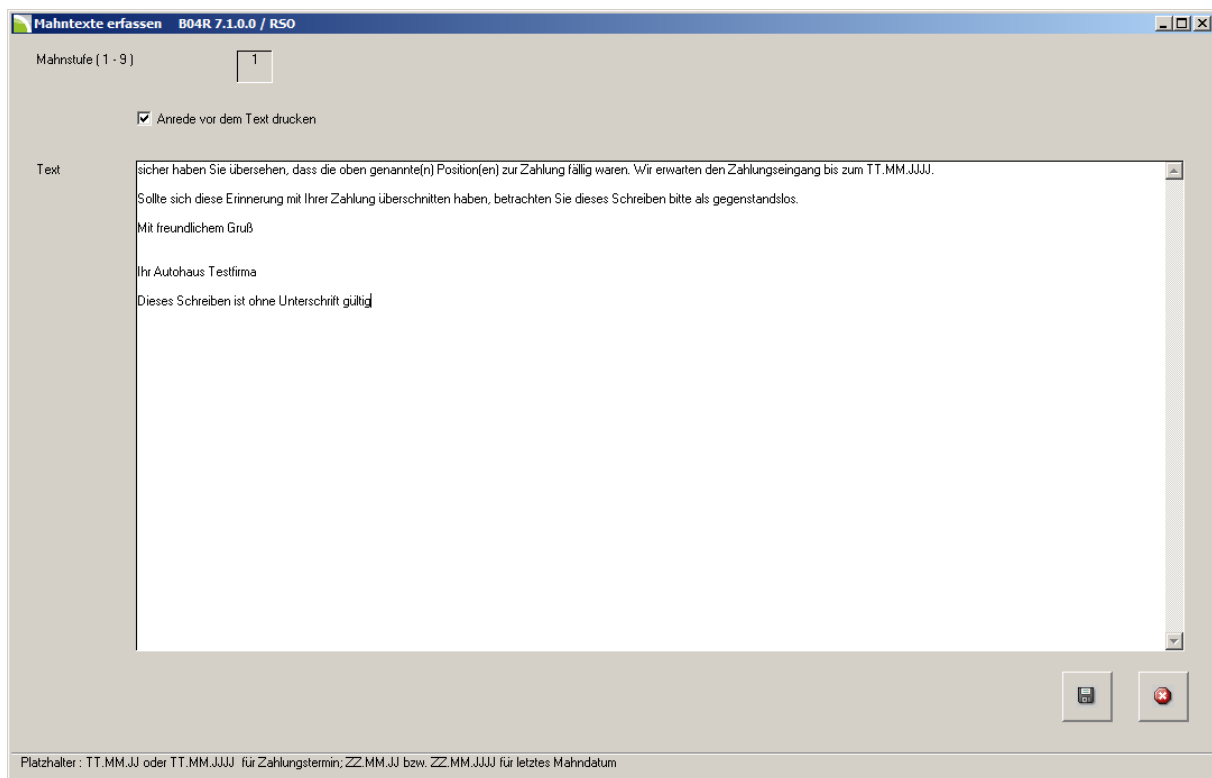 Mahntexte erfassen B04R 7.1.0.0 / RSO
Mahnstufe ( 1 - 9 ) 1
Anrede vor dem Text drucken
Text
sicher haben Sie übersehen, dass die oben genannte(n) Position(en) zur Zahlung fällig waren. Wir erwarten den Zahlungseingang bis zum TT.MM.JJJJ.
Sollte sich diese Erinnerung mit Ihrer Zahlung überschnitten haben, betrachten Sie dieses Schreiben bitte als gegenstandslos.
Mit freundlichem Gruß
Ihr Autohaus Testfirma
Dieses Schreiben ist ohne Unterschrift gültig
Platzhalter : TT.MM.JJ oder TT.MM.JJJJ für Zahlungstermin; ZZ.MM.JJ bzw. ZZ.MM.JJJJ für letztes Mahndatum